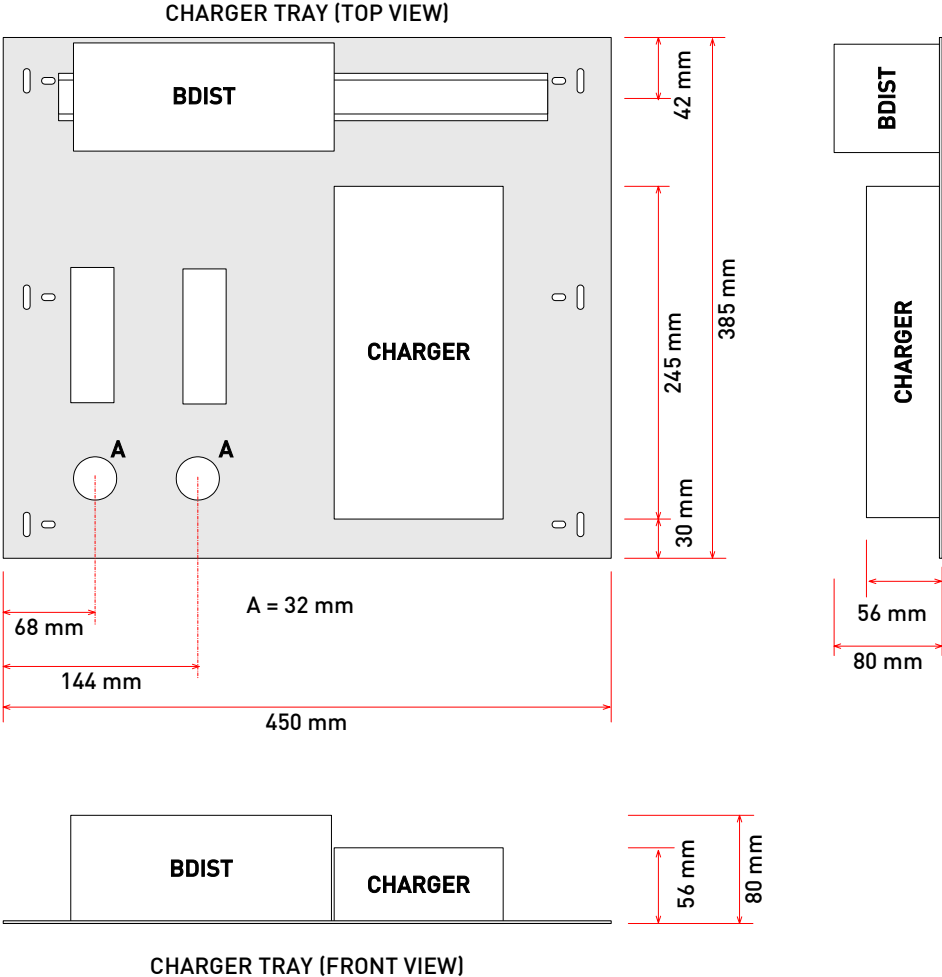 CHARGER TRAY (TOP VIEW)
BDIST
42 mm
BDIST
245 mm
385 mm
CHARGER
CHARGER
A
A
30 mm
A = 32 mm
68 mm
56 mm
144 mm
80 mm
450 mm
BDIST
CHARGER
56 mm
80 mm
CHARGER TRAY (FRONT VIEW)